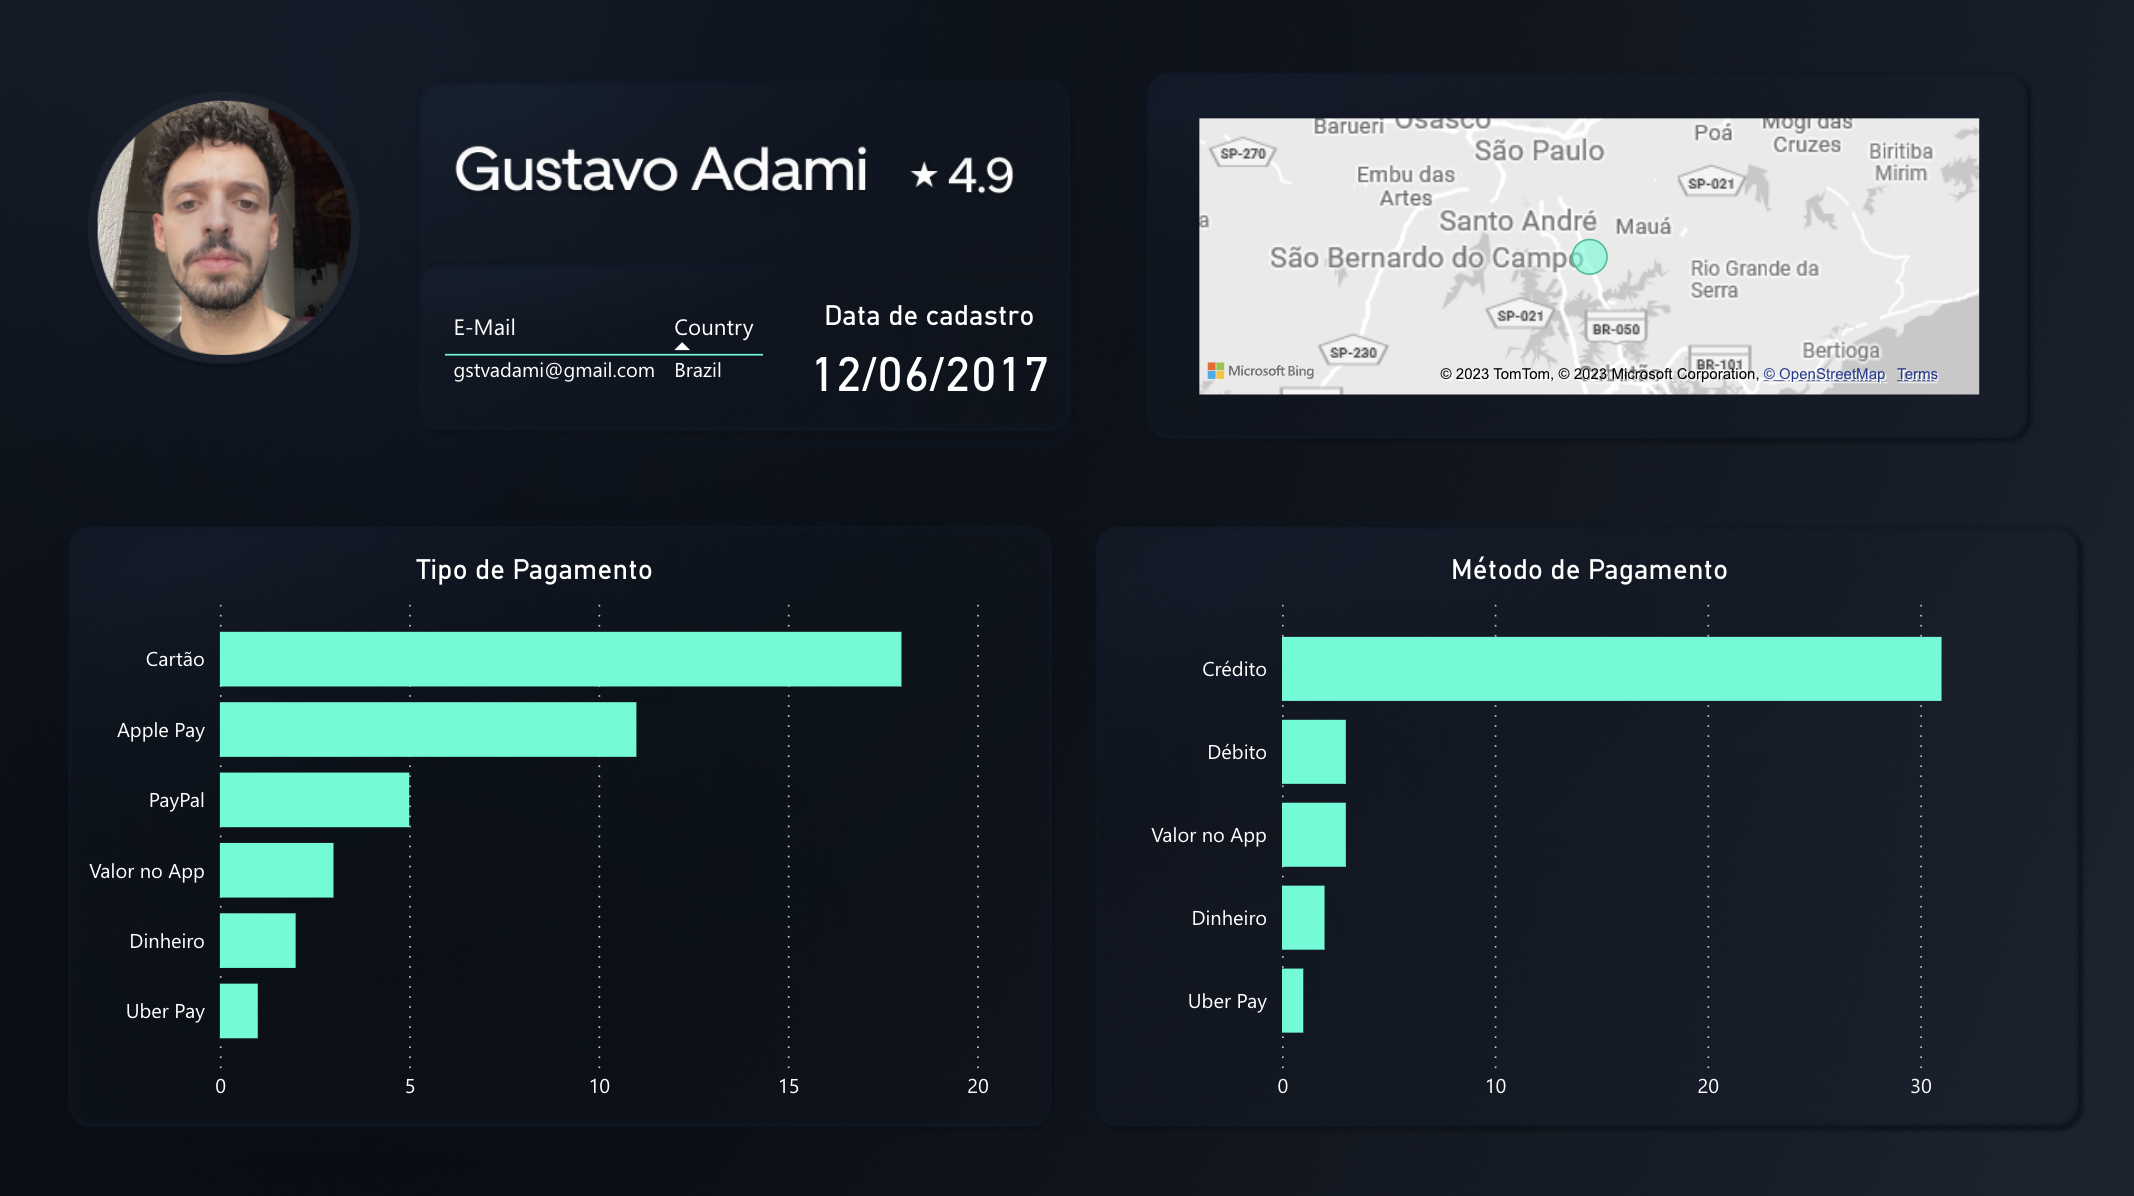 Gustavo Adami ★ 4.9
E-Mail Country
gstvadami@gmail.com Brazil
Data de cadastro
12/06/2017
Barueri Osasco
São Paulo
Poá
Mogi das
Cruzes
Biritiba
Mirim
SP-270
Embu das
Artes
SP-021
a
Santo André
Mauá
São Bernardo do Campo
Rio Grande da
Serra
SP-021
BR-050
SP-230
BR-101
Bertioga
Microsoft Bing
© 2023 TomTom, © 2023 Microsoft Corporation, © OpenStreetMap Terms
Tipo de Pagamento
Cartão
Apple Pay
PayPal
Valor no App
Dinheiro
Uber Pay
0 5 10 15 20
Método de Pagamento
Crédito
Débito
Valor no App
Dinheiro
Uber Pay
0 10 20 30